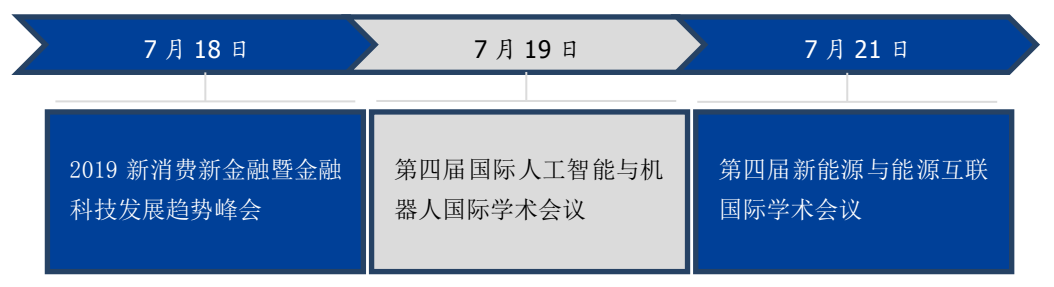 7 月 18 日
7 月 19 日
7 月 21 日
2019 新消费新金融暨金融
科技发展趋势峰会
第四届国际人工智能与机
器人国际学术会议
第四届新能源与能源互联
国际学术会议